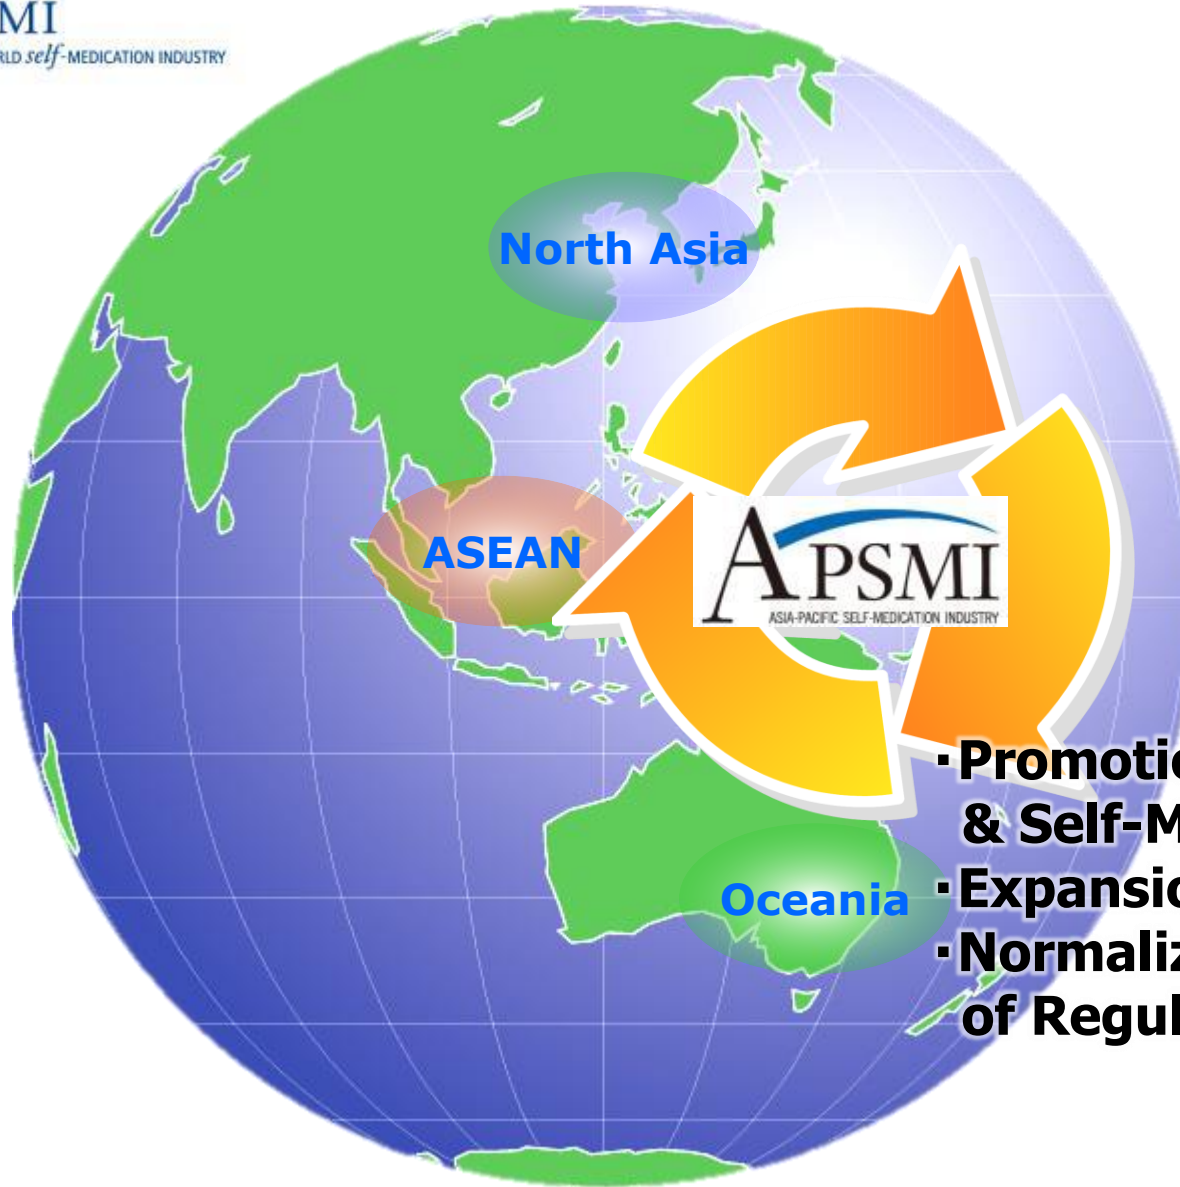 MI
RLD self-MEDICATION INDUSTRY
North Asia
ASEAN
APSMI
ASIA-PACIFIC SELF-MEDICATION INDUSTRY
Oceania
·Promotio
& Self-M
·Expansio
·Normaliz
of Regul